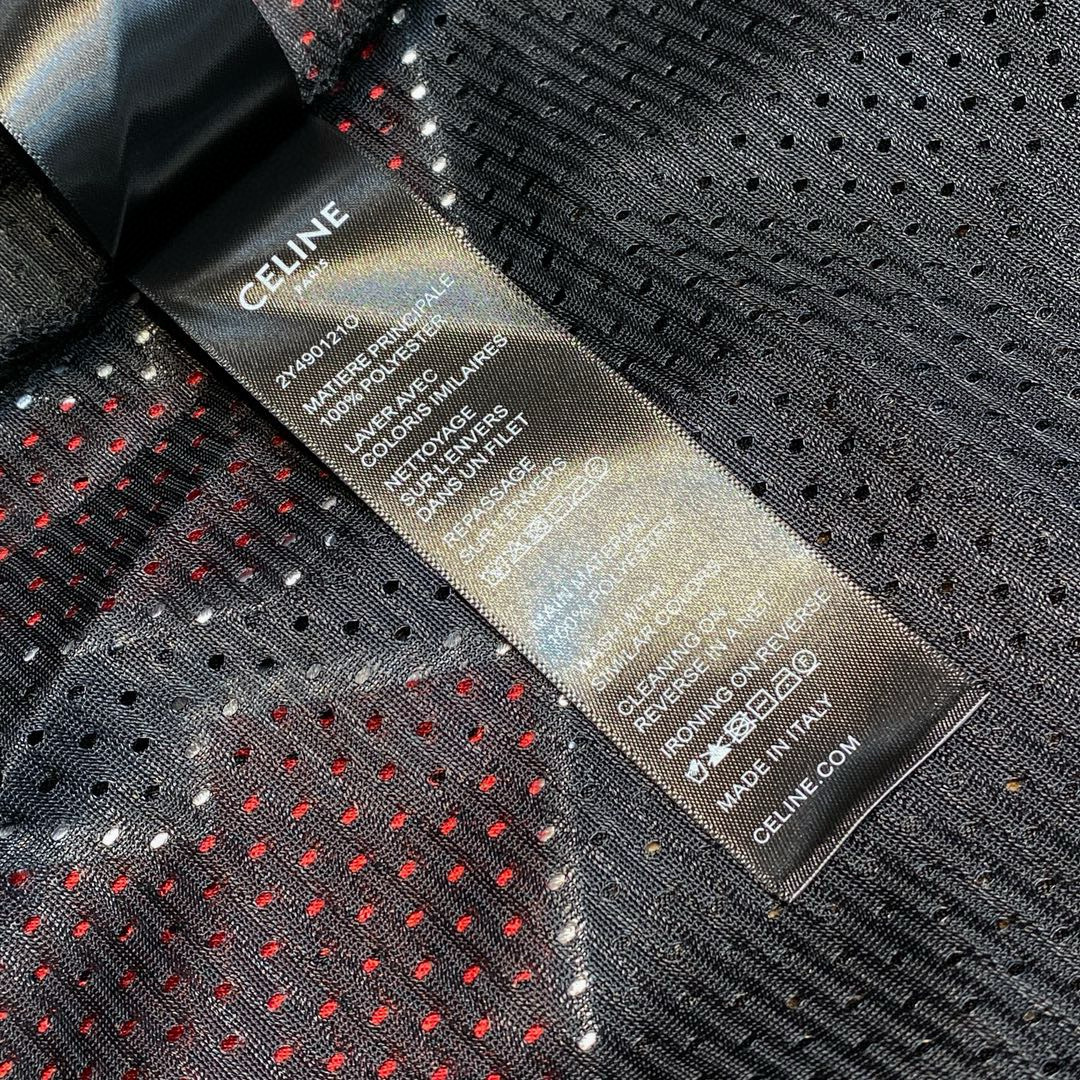 CELINE
PARIS
2Y490121O
MATIERE PRINCIPALE
100% POLYESTER
LAVER AVEC
COLORIS IMILAIRES
NETTOYAGE
SUR LENVERS
DANS UN FILET
REPASSAGE
SUR LENVERS
MAIN MATERIAL
100% POLYESTER
WASH WITH
SIMILAR COLORS
CLEANING ON
REVERSE IN A NET
IRONING ON REVERSE
MADE IN ITALY
CELINE.COM